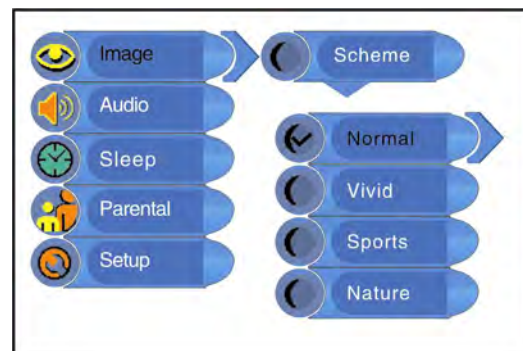 Image
Audio
Sleep
Parental
Setup
Scheme
Normal
Vivid
Sports
Nature